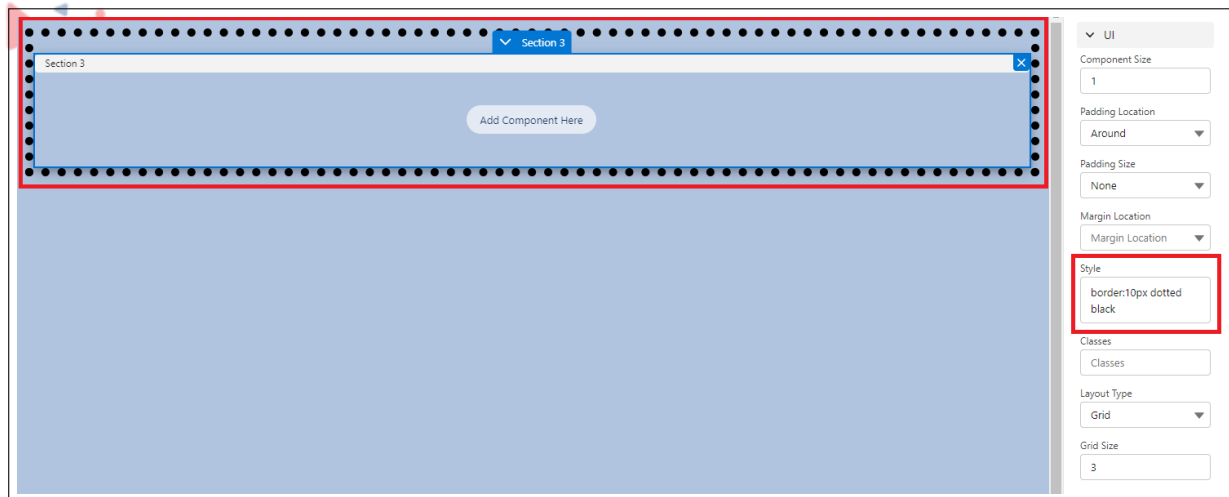 Section 3
Section 3
Add Component Here
UI
Component Size
1
Padding Location
Around
Padding Size
None
Margin Location
Margin Location
Style
border:10px dotted
black
Classes
Classes
Layout Type
Grid
Grid Size
3